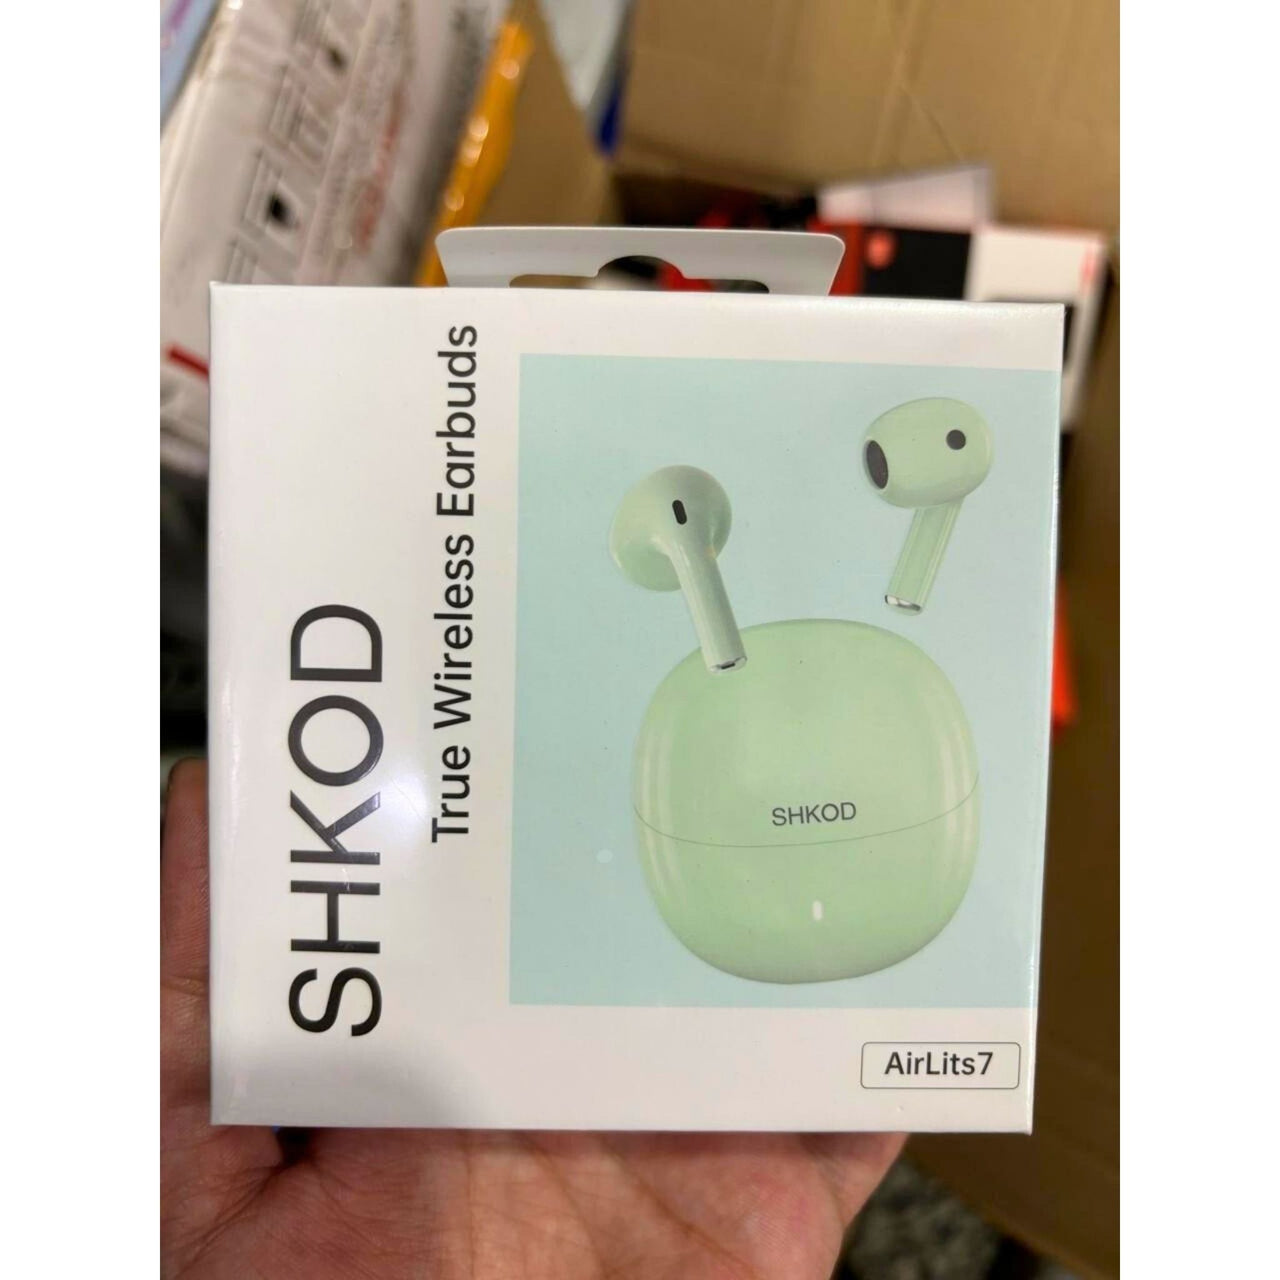 SHKOD
True Wireless Earbuds
SHKOD
AirLits7